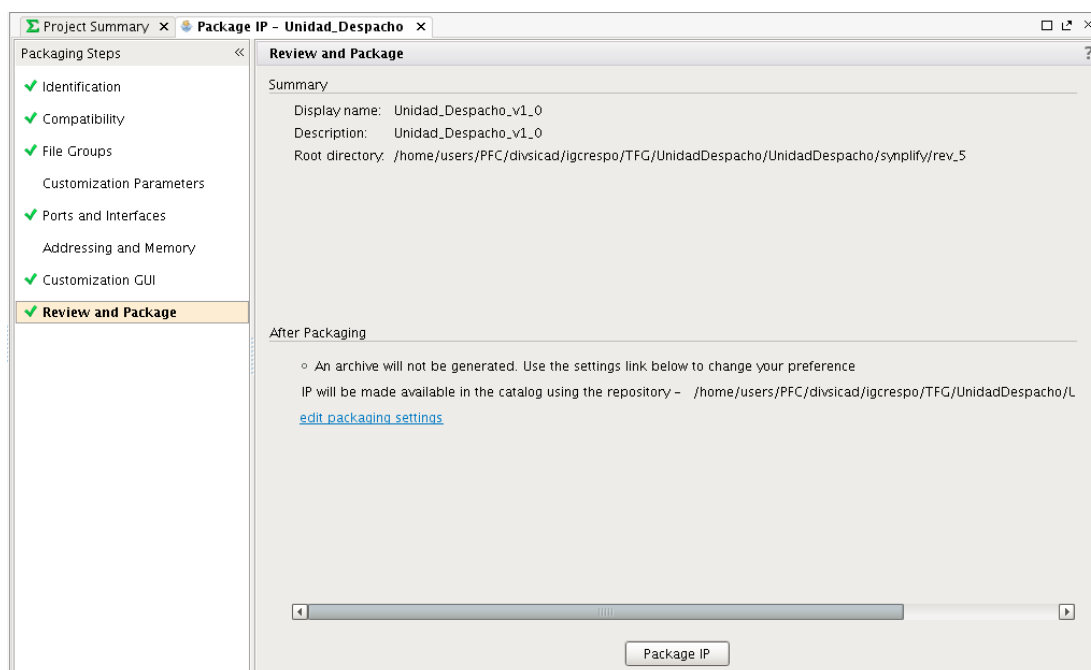 Project Summary
Package IP - Unidad_Despacho
Packaging Steps
Identification
Compatibility
File Groups
Customization Parameters
Ports and Interfaces
Addressing and Memory
Customization GUI
Review and Package
Review and Package
Summary
Display name: Unidad_Despacho_v1_0
Description: Unidad_Despacho_v1_0
Root directory: /home/users/PFC/divsicad/igcrespo/TFG/UnidadDespacho/UnidadDespacho/synplify/rev_5
After Packaging
An archive will not be generated. Use the settings link below to change your preference
IP will be made available in the catalog using the repository - /home/users/PFC/divsicad/igcrespo/TFG/UnidadDespacho/U
edit packaging settings
Package IP